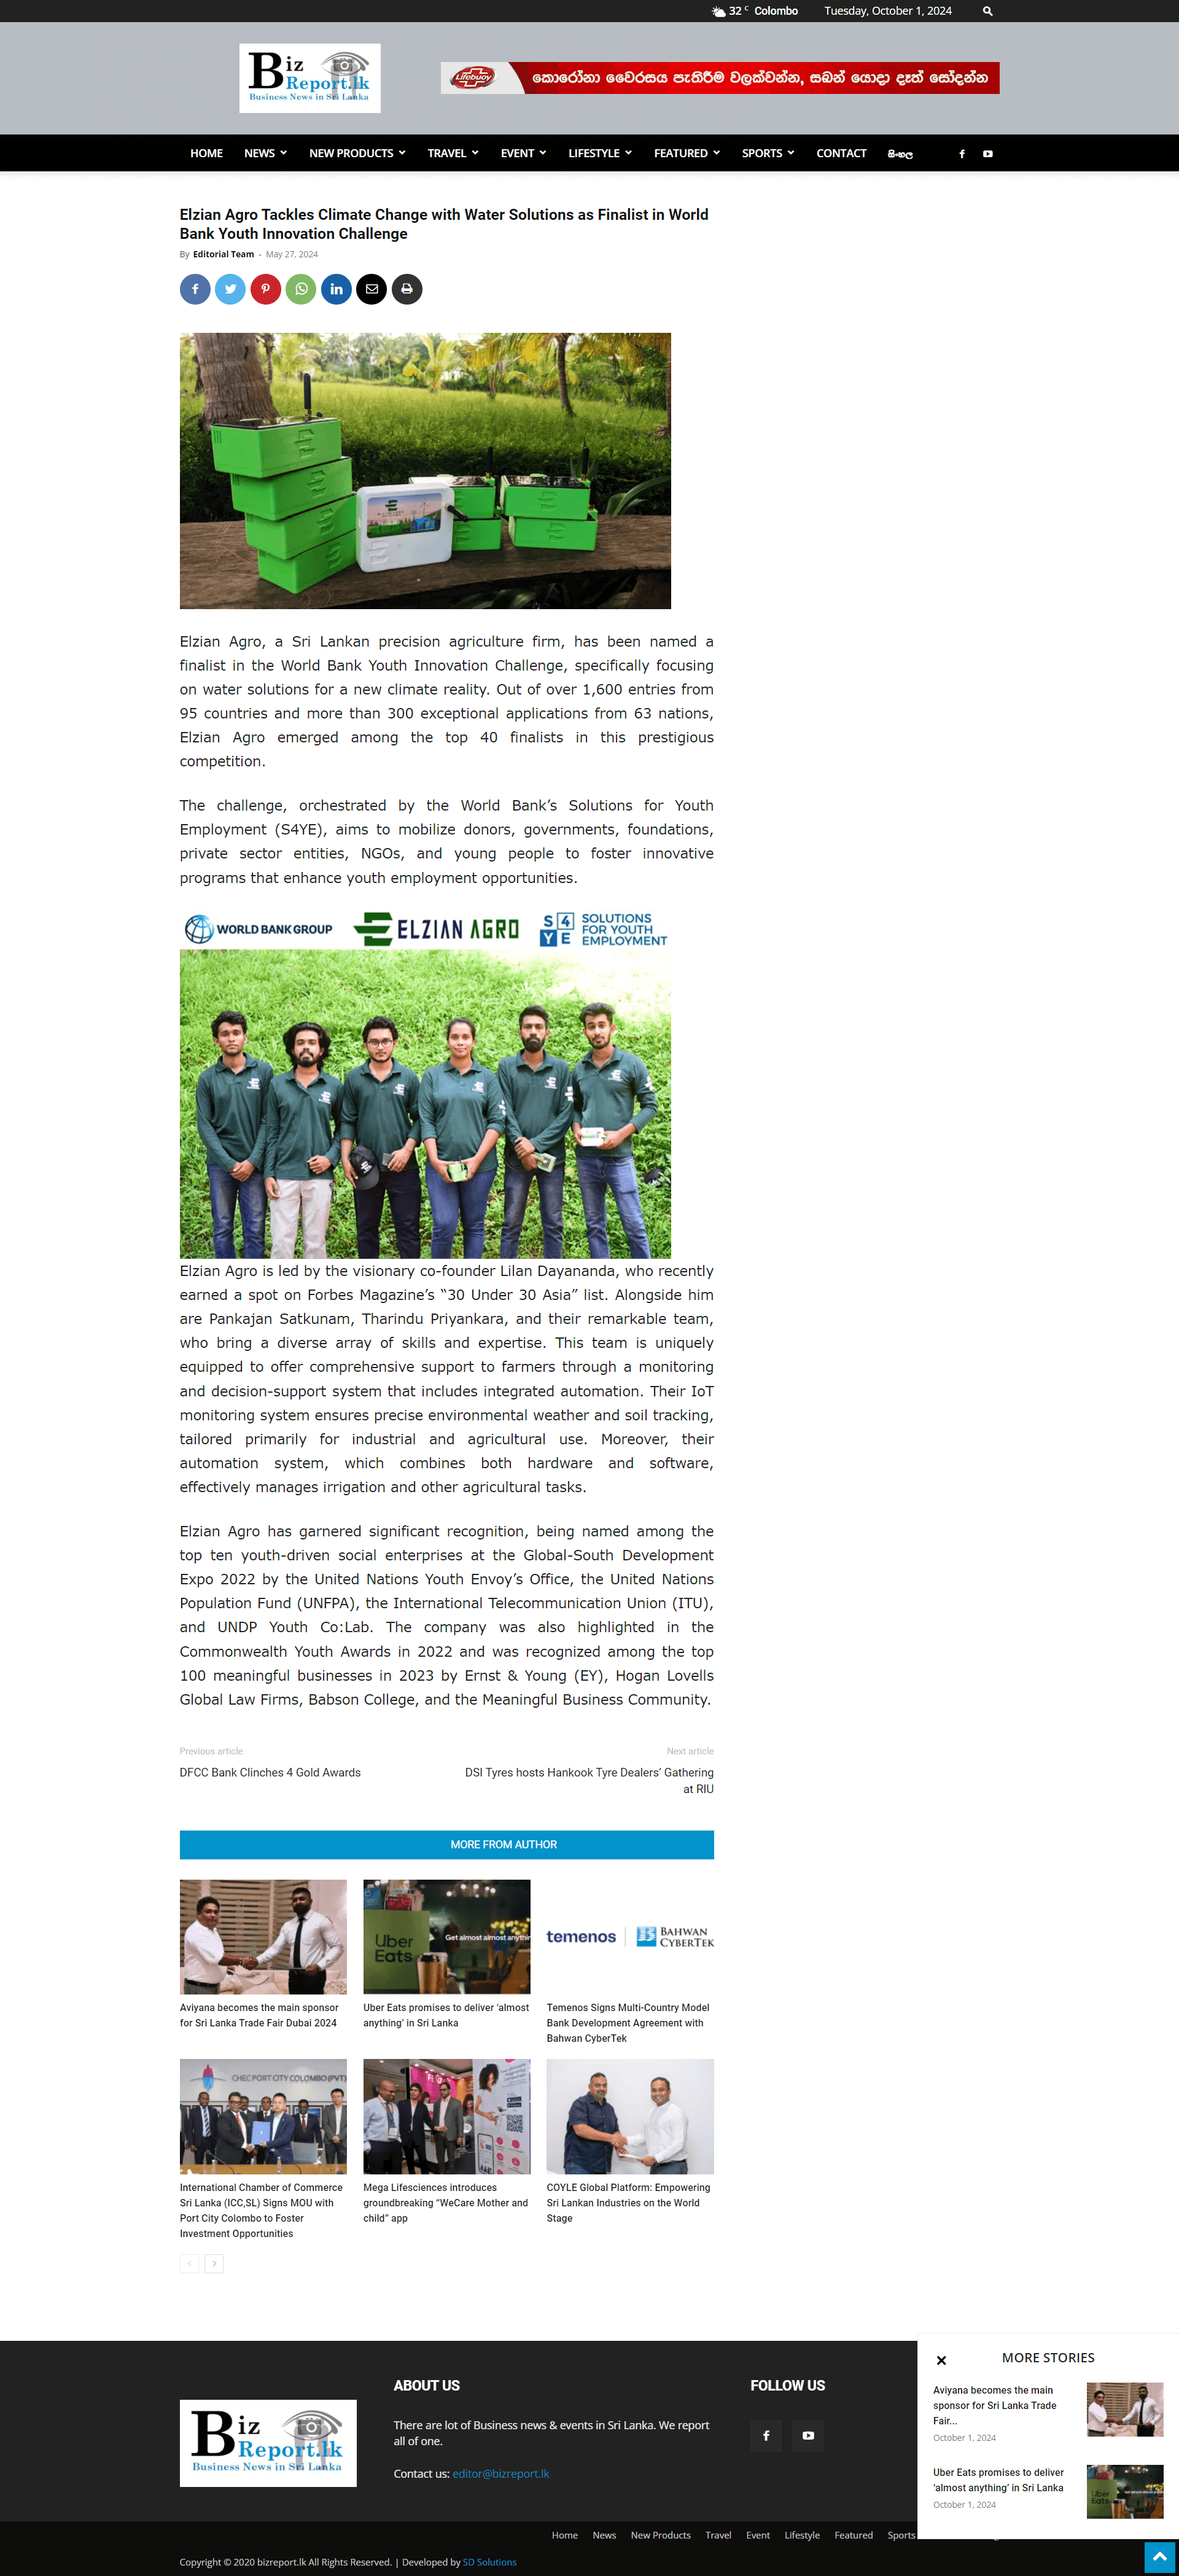 32 C Colombo Tuesday, October 1, 2024
Biz
Report.lk
Business News in Sri Lanka
Lifebuoy
කොරෝනා වෛරසය පැතිරීම වලක්වන්න, සබන් යොදා දෑත් සෝදන්න
HOME NEWS NEW PRODUCTS TRAVEL EVENT LIFESTYLE FEATURED SPORTS CONTACT සිංහල
Elzian Agro Tackles Climate Change with Water Solutions as Finalist in World
Bank Youth Innovation Challenge
By Editorial Team - May 27, 2024
Elzian Agro, a Sri Lankan precision agriculture firm, has been named a
finalist in the World Bank Youth Innovation Challenge, specifically focusing
on water solutions for a new climate reality. Out of over 1,600 entries from
95 countries and more than 300 exceptional applications from 63 nations,
Elzian Agro emerged among the top 40 finalists in this prestigious
competition.
The challenge, orchestrated by the World Bank’s Solutions for Youth
Employment (S4YE), aims to mobilize donors, governments, foundations,
private sector entities, NGOs, and young people to foster innovative
programs that enhance youth employment opportunities.
WORLD BANK GROUP ELZIAN AGRO S4YE SOLUTIONS
FOR YOUTH
EMPLOYMENT
Elzian Agro is led by the visionary co-founder Lilan Dayananda, who recently
earned a spot on Forbes Magazine’s “30 Under 30 Asia” list. Alongside him
are Pankajan Satkunam, Tharindu Priyankara, and their remarkable team,
who bring a diverse array of skills and expertise. This team is uniquely
equipped to offer comprehensive support to farmers through a monitoring
and decision-support system that includes integrated automation. Their IoT
monitoring system ensures precise environmental weather and soil tracking,
tailored primarily for industrial and agricultural use. Moreover, their
automation system, which combines both hardware and software,
effectively manages irrigation and other agricultural tasks.
Elzian Agro has garnered significant recognition, being named among the
top ten youth-driven social enterprises at the Global-South Development
Expo 2022 by the United Nations Youth Envoy’s Office, the United Nations
Population Fund (UNFPA), the International Telecommunication Union (ITU),
and UNDP Youth Co:Lab. The company was also highlighted in the
Commonwealth Youth Awards in 2022 and was recognized among the top
100 meaningful businesses in 2023 by Ernst & Young (EY), Hogan Lovells
Global Law Firms, Babson College, and the Meaningful Business Community.
Previous article
DFCC Bank Clinches 4 Gold Awards
Next article
DSI Tyres hosts Hankook Tyre Dealers’ Gathering
at RIU
MORE FROM AUTHOR
Uber
Eats
Get almost almost anythin
temenos
BAHWAN
CYBERTEK
Aviyana becomes the main sponsor
for Sri Lanka Trade Fair Dubai 2024
Uber Eats promises to deliver ‘almost
anything’ in Sri Lanka
Temenos Signs Multi-Country Model
Bank Development Agreement with
Bahwan CyberTek
CHEC PORT CITY COLOMBO (PVT)
International Chamber of Commerce
Sri Lanka (ICC,SL) Signs MOU with
Port City Colombo to Foster
Investment Opportunities
Mega Lifesciences introduces
groundbreaking “WeCare Mother and
child” app
COYLE Global Platform: Empowering
Sri Lankan Industries on the World
Stage
Biz
Report.lk
Business News in Sri Lanka
ABOUT US
There are lot of Business news & events in Sri Lanka. We report
all of one.
Contact us: editor@bizreport.lk
FOLLOW US
MORE STORIES
Aviyana becomes the main
sponsor for Sri Lanka Trade
Fair...
October 1, 2024
Uber Eats promises to deliver
‘almost anything’ in Sri Lanka
October 1, 2024
Uber
Eats
Home News New Products Travel Event Lifestyle Featured Sports
Copyright © 2020 bizreport.lk All Rights Reserved. | Developed by SD Solutions